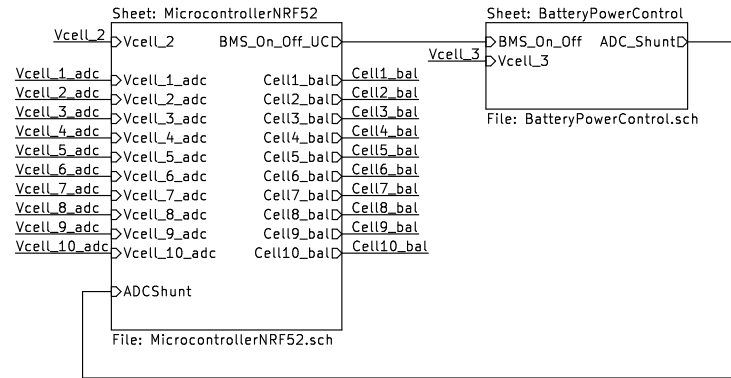 Sheet: MicrocontrollerNRF52
Sheet: BatteryPowerControl
Vcell_2
Vcell_2
BMS_On_Off_UC
BMS_On_Off
ADC_Shunt
Vcell_3
Vcell_3
Vcell_1_adc
Vcell_1_adc
Cell1_bal
Cell1_bal
Vcell_2_adc
Vcell_2_adc
Cell2_bal
Cell2_bal
Vcell_3_adc
Vcell_3_adc
Cell3_bal
Cell3_bal
File: BatteryPowerControl.sch
Vcell_4_adc
Vcell_4_adc
Cell4_bal
Cell4_bal
Vcell_5_adc
Vcell_5_adc
Cell5_bal
Cell5_bal
Vcell_6_adc
Vcell_6_adc
Cell6_bal
Cell6_bal
Vcell_7_adc
Vcell_7_adc
Cell7_bal
Cell7_bal
Vcell_8_adc
Vcell_8_adc
Cell8_bal
Cell8_bal
Vcell_9_adc
Vcell_9_adc
Cell9_bal
Cell9_bal
Vcell_10_adc
Vcell_10_adc
Cell10_bal
Cell10_bal
ADCShunt
File: MicrocontrollerNRF52.sch